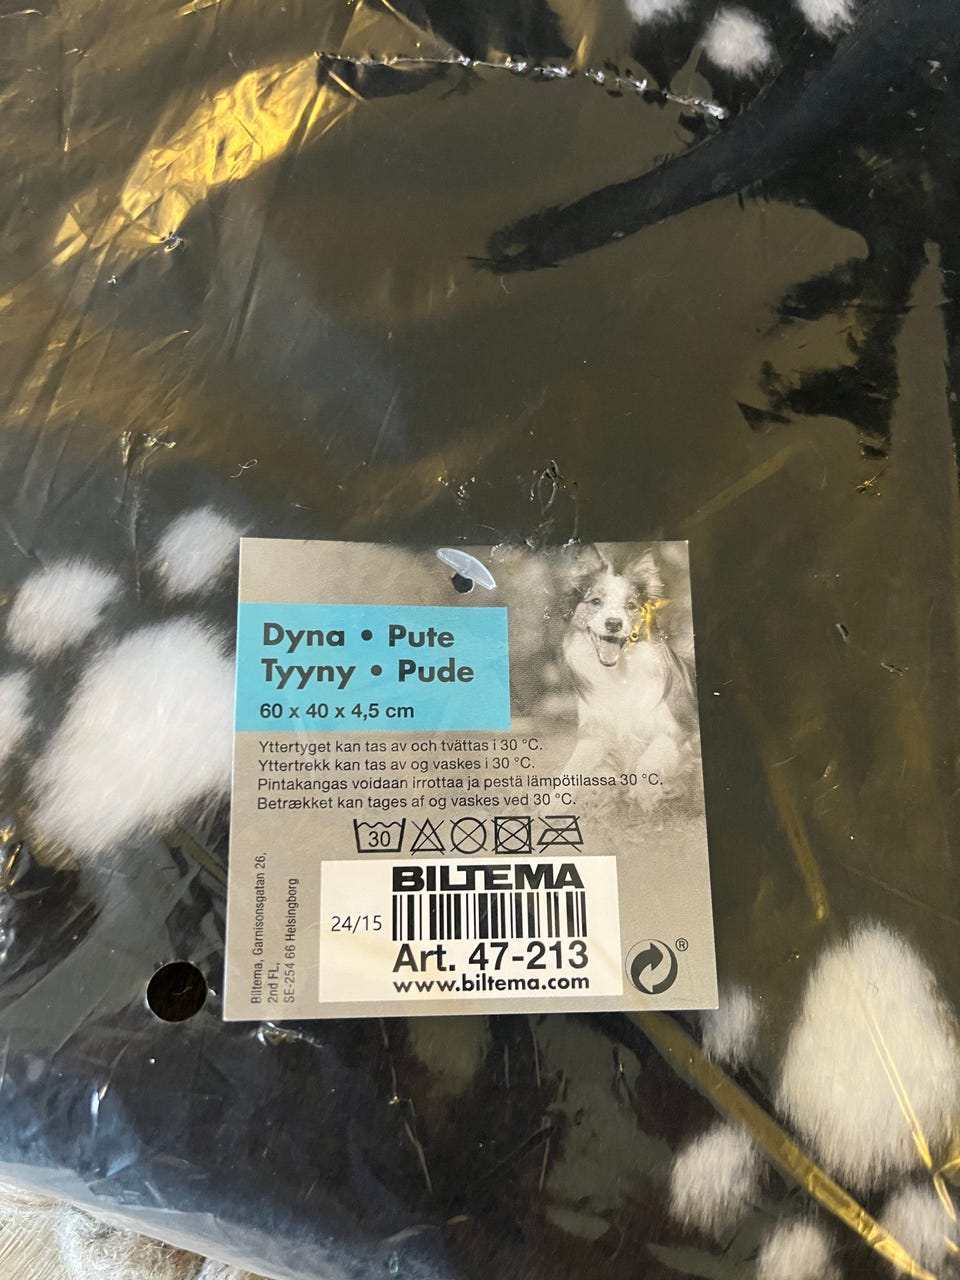 Dyna • Pute
Tyyny • Pude
60 x 40 x 4,5 cm
Yttertyget kan tas av och tvättas i 30 °C.
Yttertrekk kan tas av og vaskes i 30 °C.
Pintakangas voidaan irrottaa ja pestä lämpötilassa 30 °C.
Betrækket kan tages af og vaskes ved 30 °C.
30
BILTEMA
24/15
Art. 47-213
www.biltema.com
®
Biltema, Garnisonsgatan 26,
2nd FL,
SE-254 66 Helsingborg